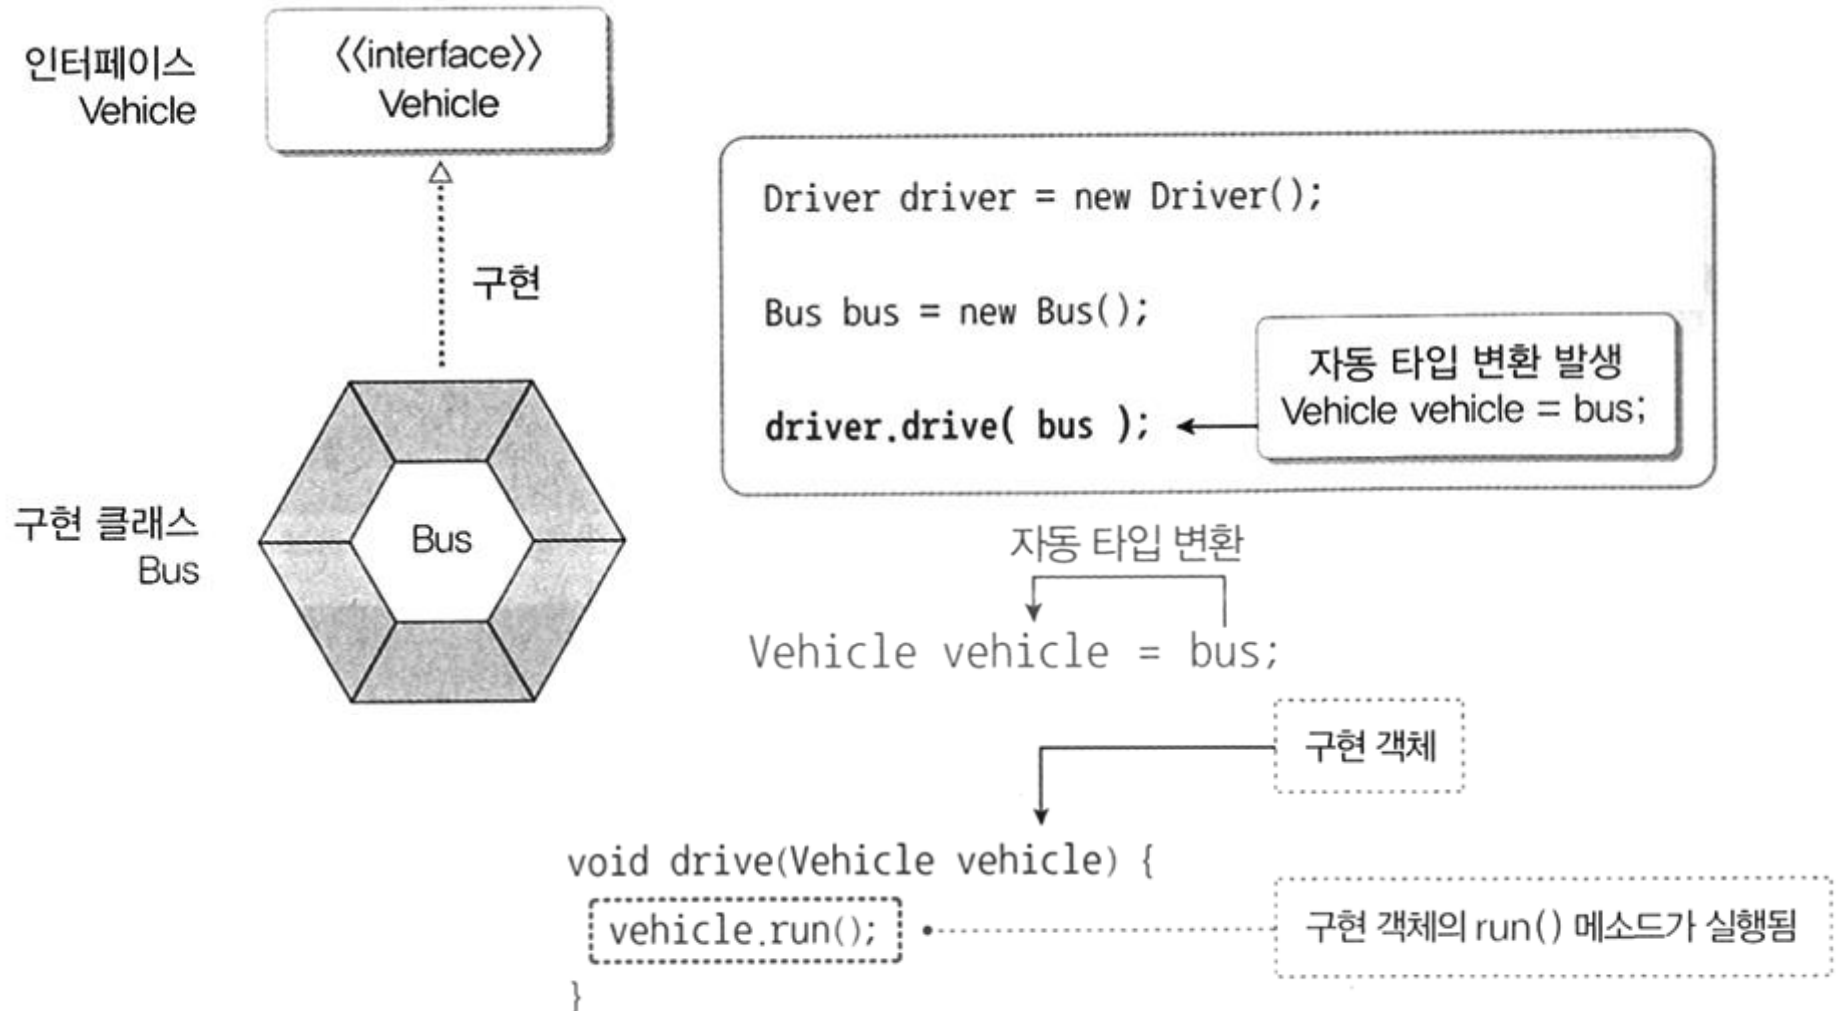 인터페이스
Vehicle
《interface》
Vehicle
구현
구현 클래스
Bus
Bus
Driver driver = new Driver();
Bus bus = new Bus();
driver.drive( bus );
자동 타입 변환 발생
Vehicle vehicle = bus;
자동 타입 변환
Vehicle vehicle = bus;
구현 객체
void drive(Vehicle vehicle) {
vehicle.run();
구현 객체의 run() 메소드가 실행됨
}